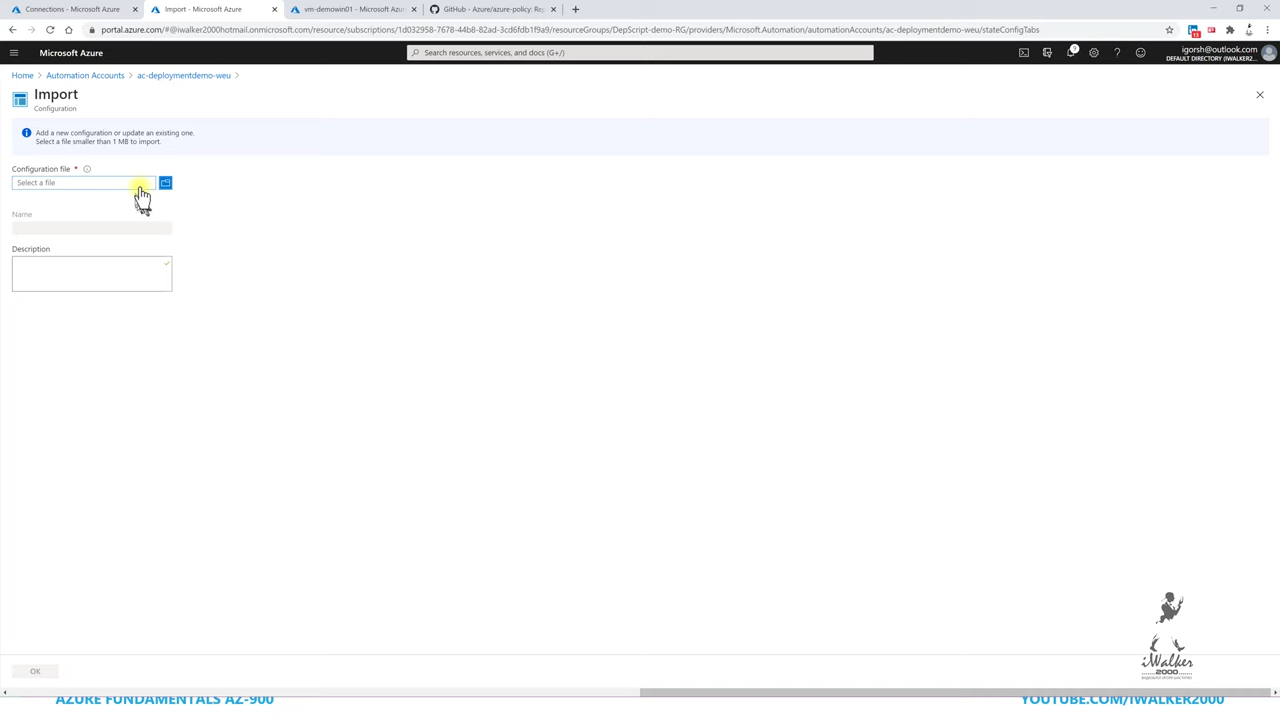 Connections - Microsoft Azure
Import - Microsoft Azure
vm-demowin01 - Microsoft Azu
GitHub - Azure/azure-policy: Re
portal.azure.com/#@iwalker2000hotmail.onmicrosoft.com/resource/subscriptions/1d032958-7678-44b8-82ad-3cd6fdb1f9a9/resourceGroups/DepScript-demo-RG/providers/Microsoft.Automation/automationAccounts/ac-deploymentdemo-weu/stateConfigTabs
Microsoft Azure
Search resources, services, and docs (G+/)
igorsh@outlook.com
DEFAULT DIRECTORY (IWALKER2...
Home > Automation Accounts > ac-deploymentdemo-weu >
Import
Configuration
Add a new configuration or update an existing one.
Select a file smaller than 1 MB to import.
Configuration file *
Select a file
Name
Description
OK
iWalker
2000
AZURE FUNDAMENTALS AZ-900
YOUTUBE.COM/IWALKER2000